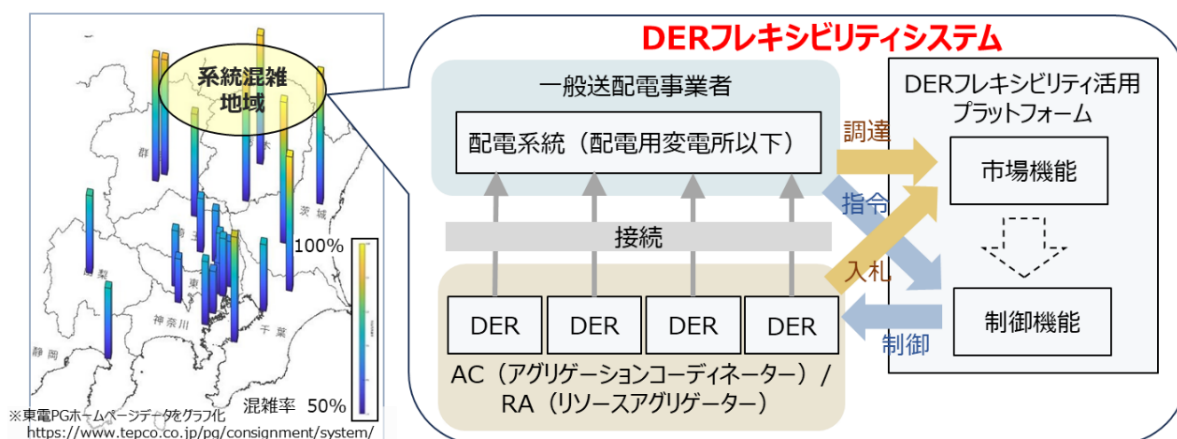 系統混雑
地域
群
木
茨城
埼玉
山梨
東
神奈川
千葉
静岡
100%
混雑率 50%
※東電PGホームページデータをグラフ化
https://www.tepco.co.jp/pg/consignment/system/
DERフレキシビリティシステム
一般送配電事業者
配電系統（配電用変電所以下）
接続
DER
DER
DER
DER
AC（アグリゲーションコーディネーター）/
RA（リソースアグリゲーター）
調達
指令
入札
制御
DERフレキシビリティ活用
プラットフォーム
市場機能
制御機能